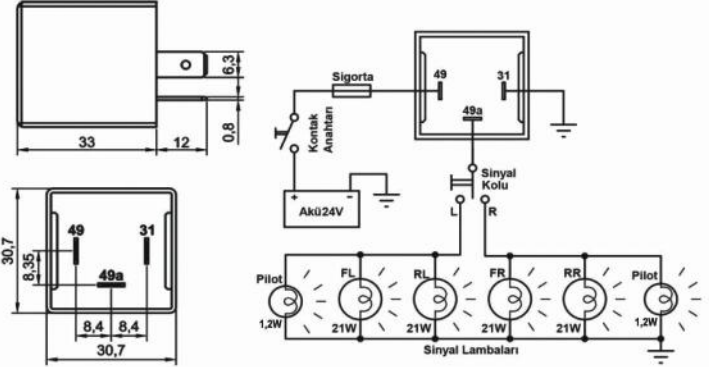 6,3
33
12
0,8
49
31
49a
30,7
8,35
8,4
8,4
30,7
Sigorta
49
31
49a
Kontak
Anahtarı
+
-
Akü24V
Sinyal
Kolu
L
R
Pilot
FL
RL
FR
RR
Pilot
1,2W
21W
21W
21W
21W
1,2W
Sinyal Lambaları